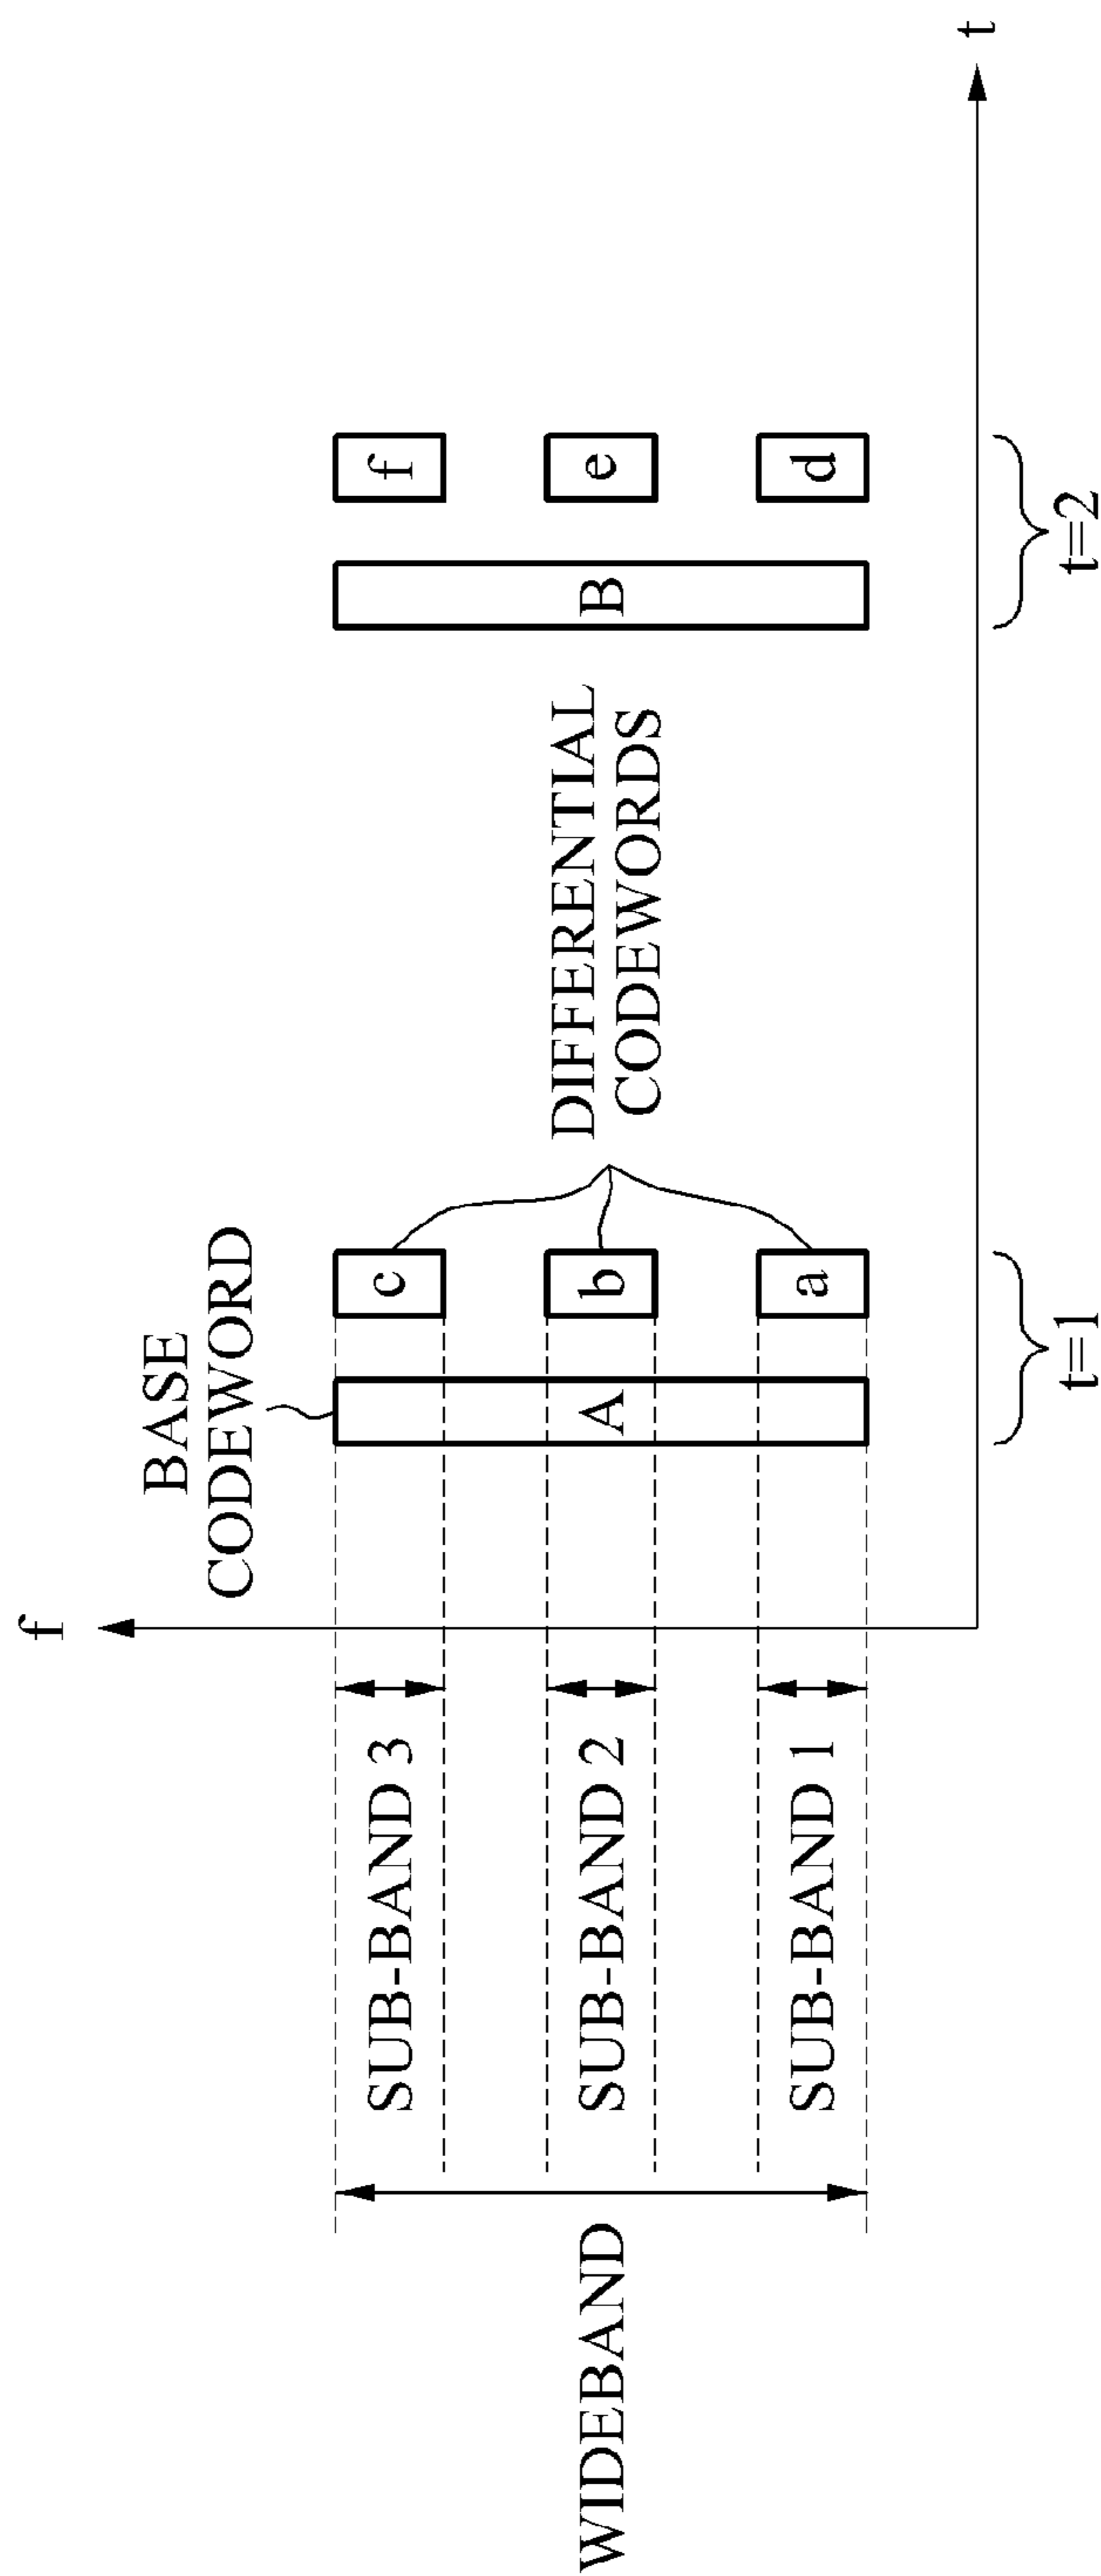 f
BASE
CODEWORD
WIDEBAND
SUB-BAND 3
SUB-BAND 2
SUB-BAND 1
A
c
b
a
DIFFERENTIAL
CODEWORDS
B
f
e
d
t=1
t=2
t